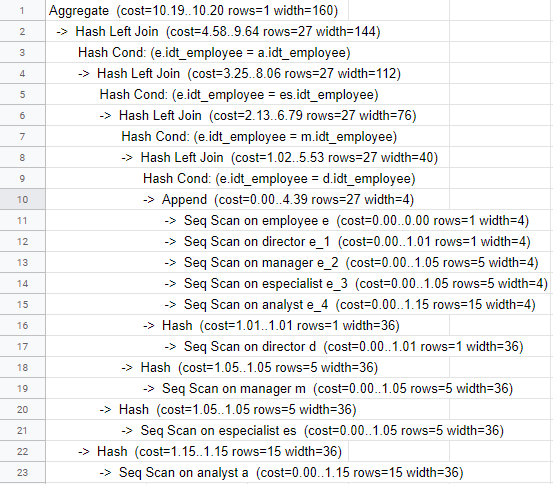 1 Aggregate (cost=10.19..10.20 rows=1 width=160)
2 -> Hash Left Join (cost=4.58..9.64 rows=27 width=144)
3 Hash Cond: (e.idt_employee = a.idt_employee)
4 -> Hash Left Join (cost=3.25..8.06 rows=27 width=112)
5 Hash Cond: (e.idt_employee = es.idt_employee)
6 -> Hash Left Join (cost=2.13..6.79 rows=27 width=76)
7 Hash Cond: (e.idt_employee = m.idt_employee)
8 -> Hash Left Join (cost=1.02..5.53 rows=27 width=40)
9 Hash Cond: (e.idt_employee = d.idt_employee)
10 -> Append (cost=0.00..4.39 rows=27 width=4)
11 -> Seq Scan on employee e (cost=0.00..0.00 rows=1 width=4)
12 -> Seq Scan on director e_1 (cost=0.00..1.01 rows=1 width=4)
13 -> Seq Scan on manager e_2 (cost=0.00..1.05 rows=5 width=4)
14 -> Seq Scan on especialist e_3 (cost=0.00..1.05 rows=5 width=4)
15 -> Seq Scan on analyst e_4 (cost=0.00..1.15 rows=15 width=4)
16 -> Hash (cost=1.01..1.01 rows=1 width=36)
17 -> Seq Scan on director d (cost=0.00..1.01 rows=1 width=36)
18 -> Hash (cost=1.05..1.05 rows=5 width=36)
19 -> Seq Scan on manager m (cost=0.00..1.05 rows=5 width=36)
20 -> Hash (cost=1.05..1.05 rows=5 width=36)
21 -> Seq Scan on especialist es (cost=0.00..1.05 rows=5 width=36)
22 -> Hash (cost=1.15..1.15 rows=15 width=36)
23 -> Seq Scan on analyst a (cost=0.00..1.15 rows=15 width=36)